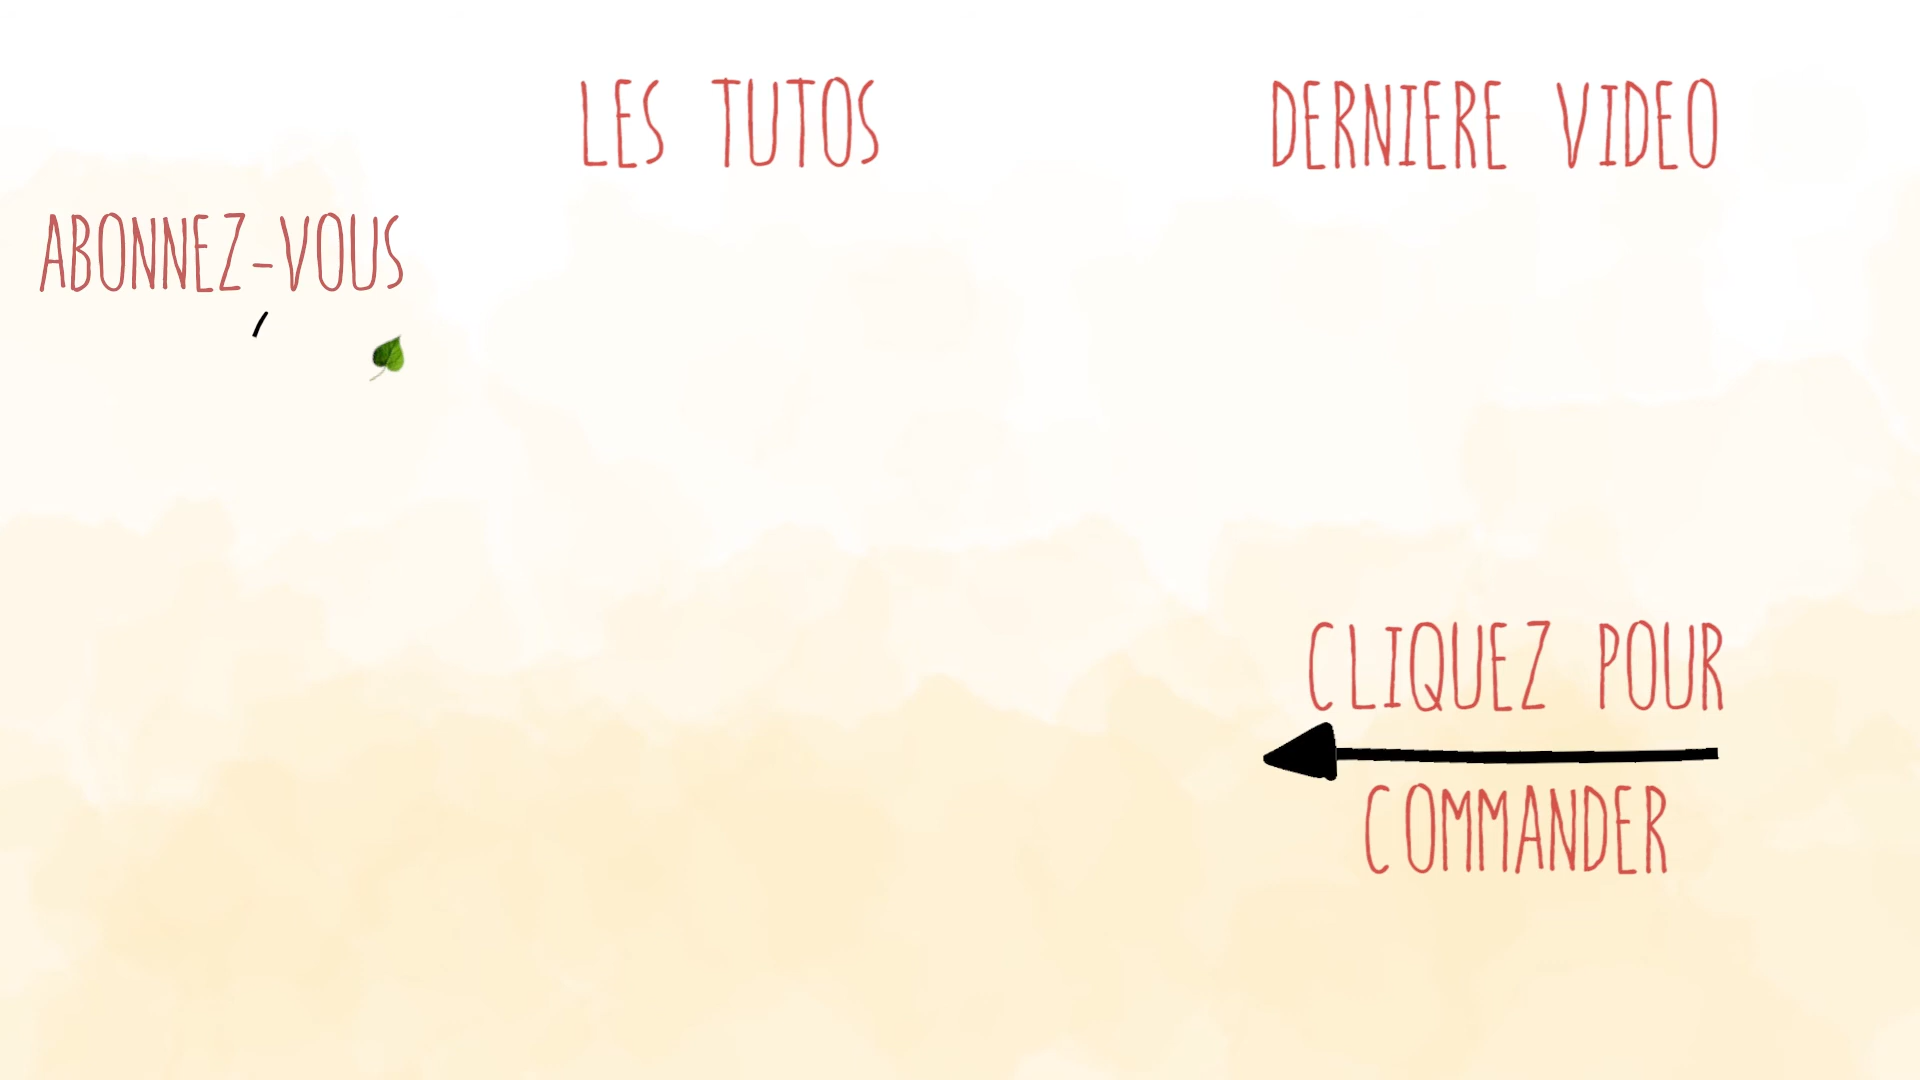 LES TUTOS
DERNIERE VIDEO
ABONNEZ-VOUS
CLIQUEZ POUR
COMMANDER